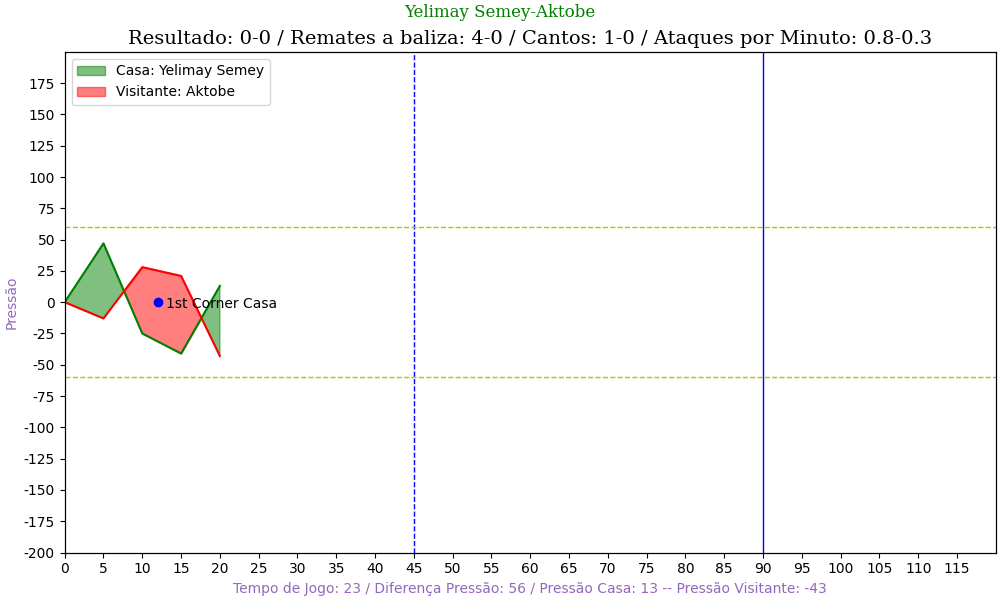 Yelimay Semey-Aktobe
Resultado: 0-0 / Remates a baliza: 4-0 / Cantos: 1-0 / Ataques por Minuto: 0.8-0.3
Casa: Yelimay Semey
Visitante: Aktobe
Pressão
175
150
125
100
75
50
25
0
-25
-50
-75
-100
-125
-150
-175
-200
1st Corner Casa
0 5 10 15 20 25 30 35 40 45 50 55 60 65 70 75 80 85 90 95 100 105 110 115
Tempo de Jogo: 23 / Diferença Pressão: 56 / Pressão Casa: 13 -- Pressão Visitante: -43